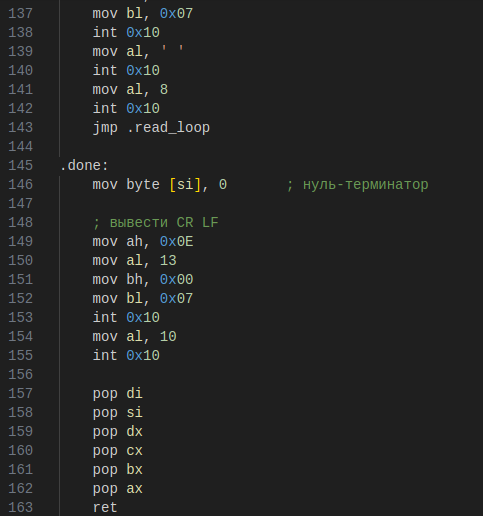 137 mov bl, 0x07
138 int 0x10
139 mov al, ' '
140 int 0x10
141 mov al, 8
142 int 0x10
143 jmp .read_loop
144
145 .done:
146 mov byte [si], 0 ; нуль-терминатор
147
148 ; вывести CR LF
149 mov ah, 0x0E
150 mov al, 13
151 mov bh, 0x00
152 mov bl, 0x07
153 int 0x10
154 mov al, 10
155 int 0x10
156
157 pop di
158 pop si
159 pop dx
160 pop cx
161 pop bx
162 pop ax
163 ret